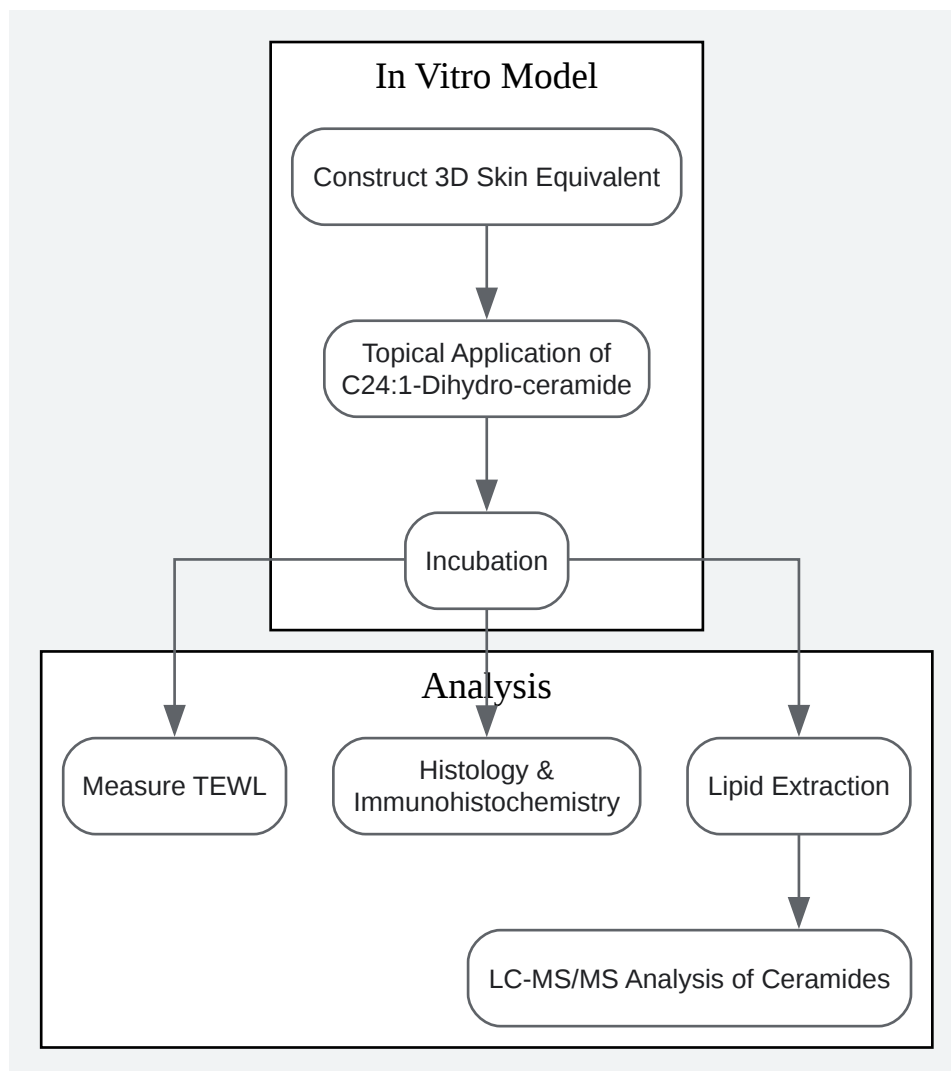 In Vitro Model
Construct 3D Skin Equivalent
Topical Application of
C24:1-Dihydro-ceramide
Incubation
Analysis
Measure TEWL
Histology &
Immunohistochemistry
Lipid Extraction
LC-MS/MS Analysis of Ceramides